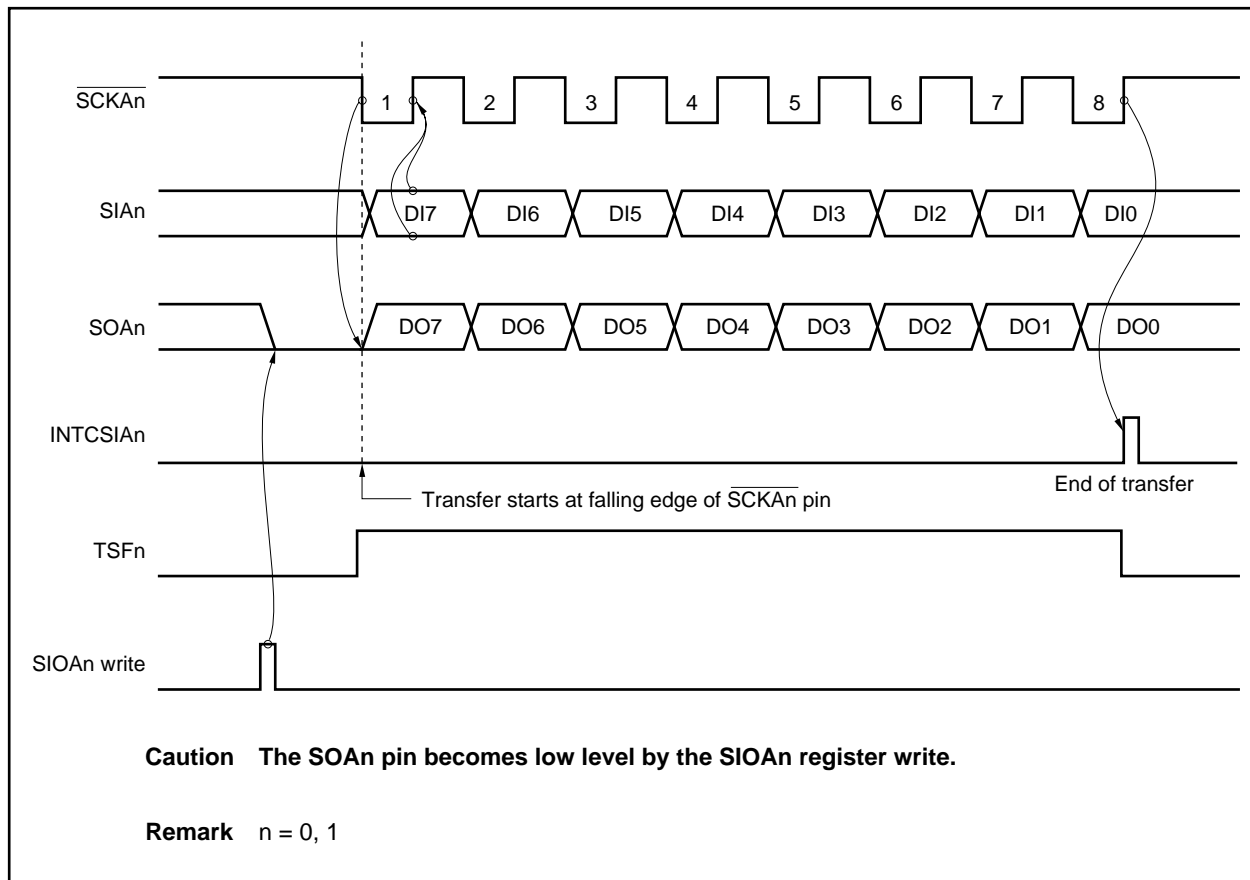 SCKAn
1 2 3 4 5 6 7 8
SIAn
DI7 DI6 DI5 DI4 DI3 DI2 DI1 DI0
SOAn
DO7 DO6 DO5 DO4 DO3 DO2 DO1 DO0
INTCSIAn
Transfer starts at falling edge of SCKAn pin
End of transfer
TSFn
SIOAn write
Caution The SOAn pin becomes low level by the SIOAn register write.
Remark n = 0, 1